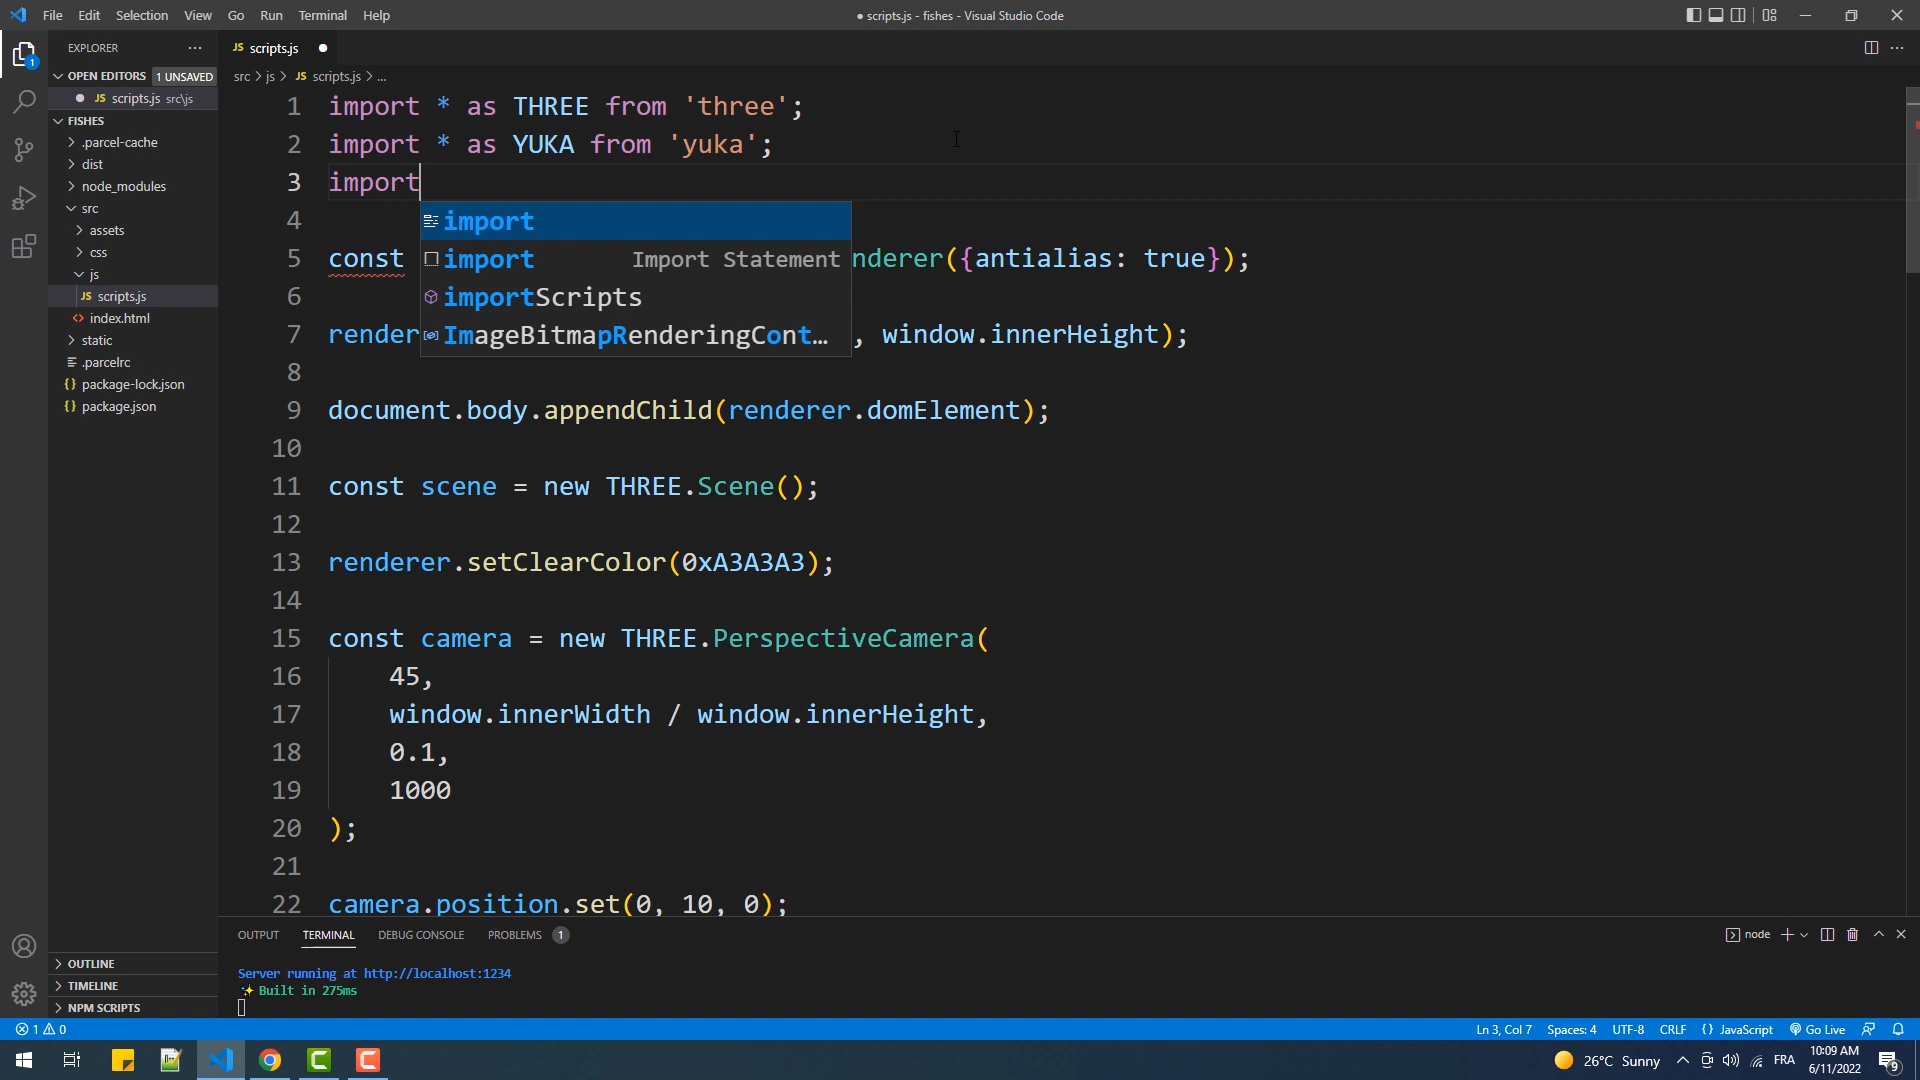 File Edit Selection View Go Run Terminal Help
● scripts.js - fishes - Visual Studio Code
EXPLORER
OPEN EDITORS 1 UNSAVED
JS scripts.js src\js
FISHES
.parcel-cache
dist
node_modules
src
assets
css
js
JS scripts.js
index.html
static
.parcelrc
{} package-lock.json
{} package.json
OUTLINE
TIMELINE
NPM SCRIPTS
1
JS scripts.js
src > js > JS scripts.js > ...
1 import * as THREE from 'three';
2 import * as YUKA from 'yuka';
3 import
4
import
import Import Statement
importScripts
ImageBitmapRenderingCont…
5 const nderer({antialias: true});
6
7 render , window.innerHeight);
8
9 document.body.appendChild(renderer.domElement);
10
11 const scene = new THREE.Scene();
12
13 renderer.setClearColor(0xA3A3A3);
14
15 const camera = new THREE.PerspectiveCamera(
16 45,
17 window.innerWidth / window.innerHeight,
18 0.1,
19 1000
20 );
21
22 camera.position.set(0, 10, 0);
OUTPUT TERMINAL DEBUG CONSOLE PROBLEMS 1
node
Server running at http://localhost:1234
✨ Built in 275ms
1 0
Ln 3, Col 7 Spaces: 4 UTF-8 CRLF {} JavaScript Go Live
26°C Sunny
FRA
10:09 AM
6/11/2022
9